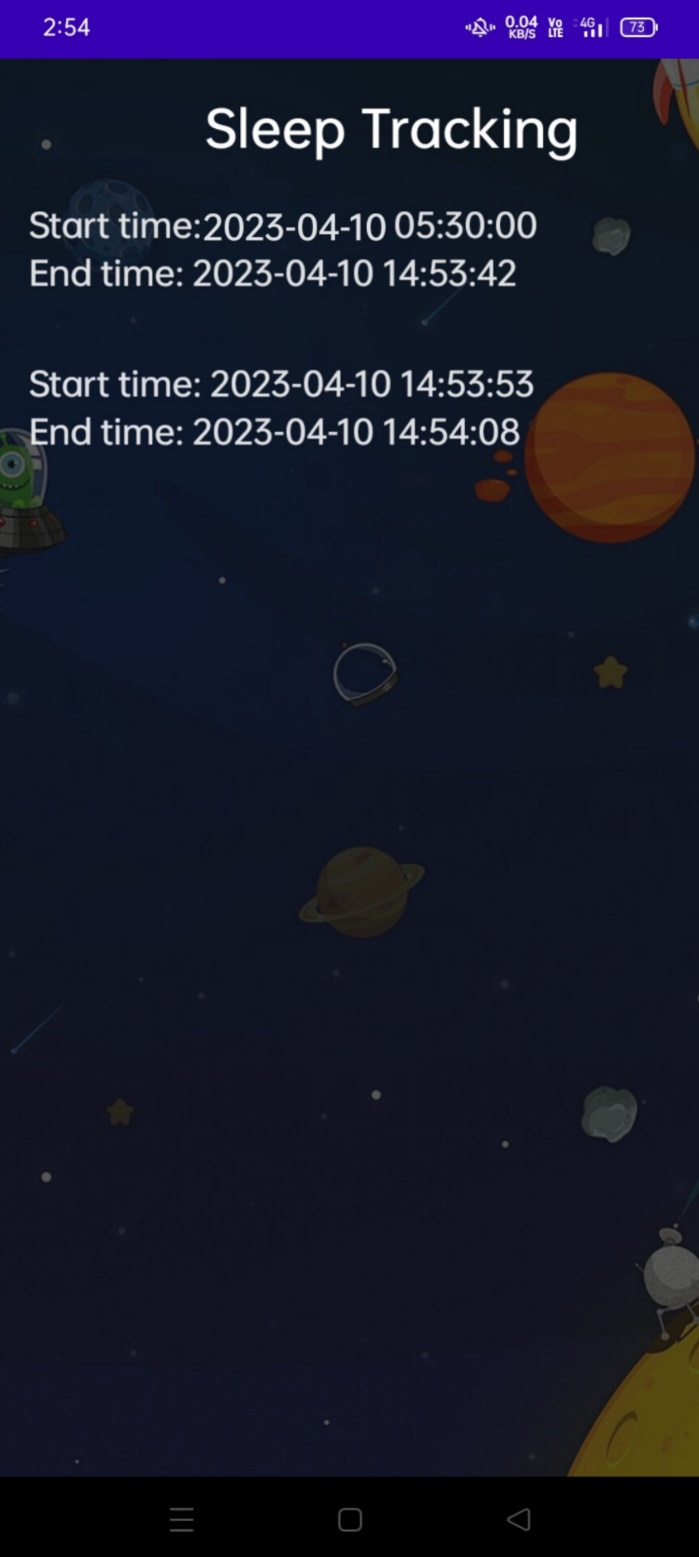 2:54 0.04 KB/S Vo LTE 4G 73
Sleep Tracking
Start time:2023-04-10 05:30:00
End time: 2023-04-10 14:53:42
Start time: 2023-04-10 14:53:53
End time: 2023-04-10 14:54:08